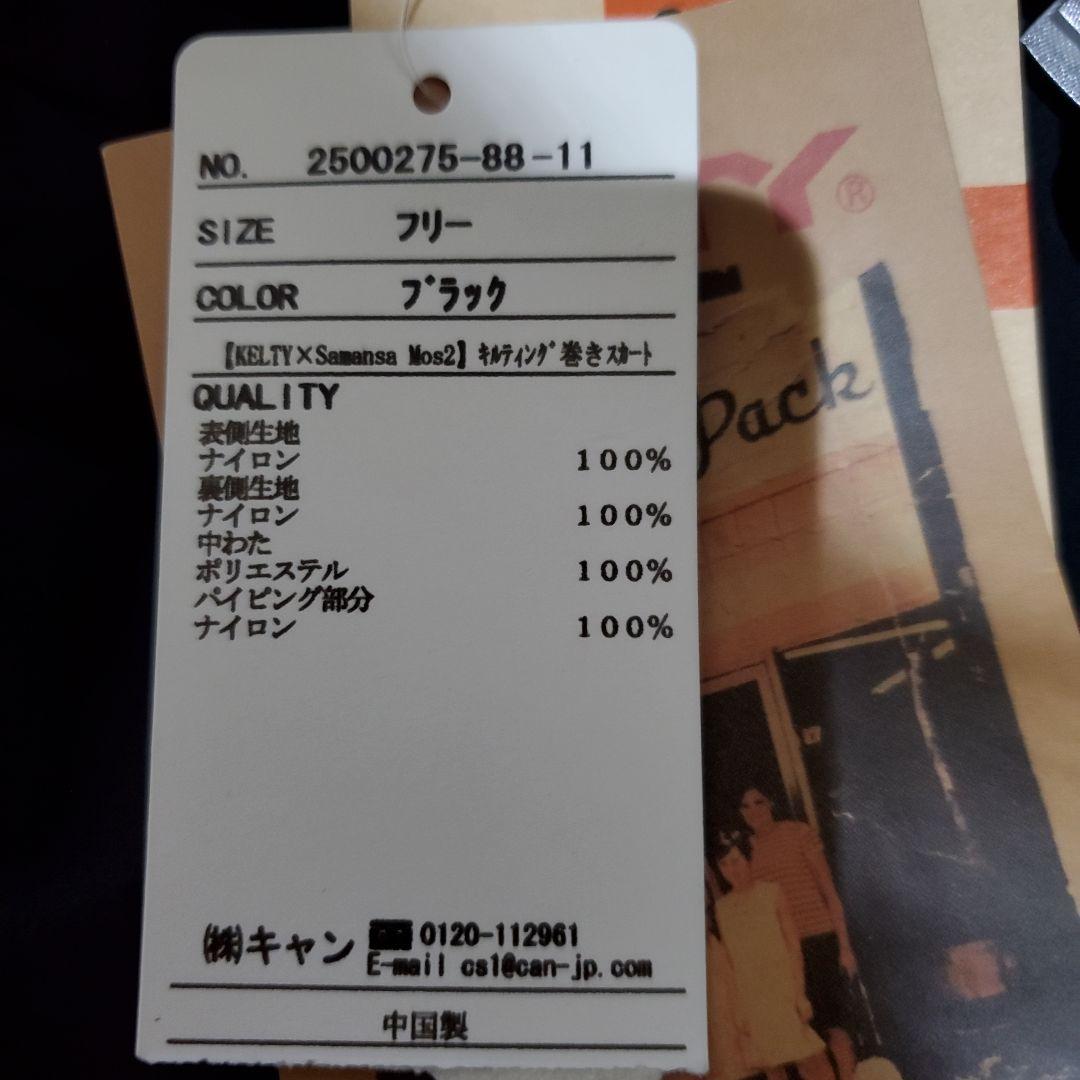 NO. 2500275-88-11
SIZE フリー
COLOR ブラック
【KELTY×Samansa Mos2】キルティング巻きスカート
QUALITY
表側生地
ナイロン 100%
裏側生地
ナイロン 100%
中わた
ポリエステル 100%
パイピング部分
ナイロン 100%
㈱キャン 0120-112961
E-mail cs1@can-jp.com
中国製
TY®
Pack